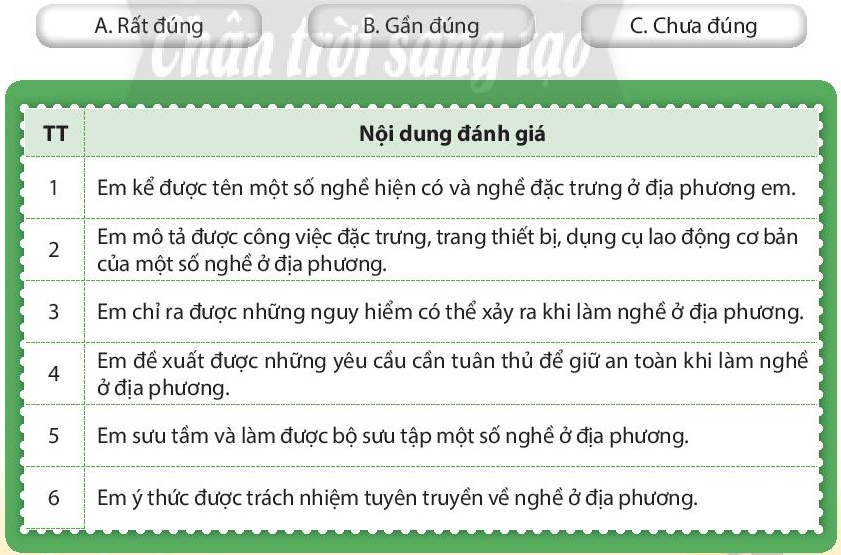 A. Rất đúng
B. Gần đúng
C. Chưa đúng
Chân trời sáng tạo
TT
Nội dung đánh giá
1
Em kể được tên một số nghề hiện có và nghề đặc trưng ở địa phương em.
2
Em mô tả được công việc đặc trưng, trang thiết bị, dụng cụ lao động cơ bản
của một số nghề ở địa phương.
3
Em chỉ ra được những nguy hiểm có thể xảy ra khi làm nghề ở địa phương.
4
Em đề xuất được những yêu cầu cần tuân thủ để giữ an toàn khi làm nghề
ở địa phương.
5
Em sưu tầm và làm được bộ sưu tập một số nghề ở địa phương.
6
Em ý thức được trách nhiệm tuyên truyền về nghề ở địa phương.